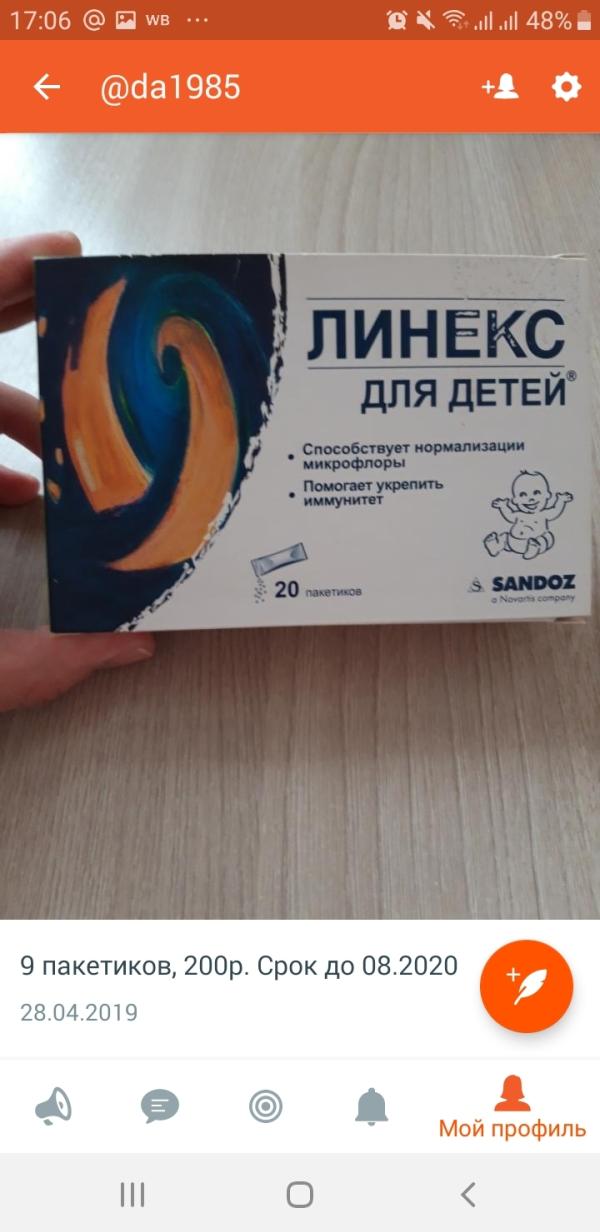 17:06 @ WB ... 48%
@da1985
ЛИНЕКС
ДЛЯ ДЕТЕЙ®
• Способствует нормализации
микрофлоры
• Помогает укрепить
иммунитет
20 пакетиков
S SANDOZ
a Novartis company
9 пакетиков, 200р. Срок до 08.2020
28.04.2019
Мой профиль